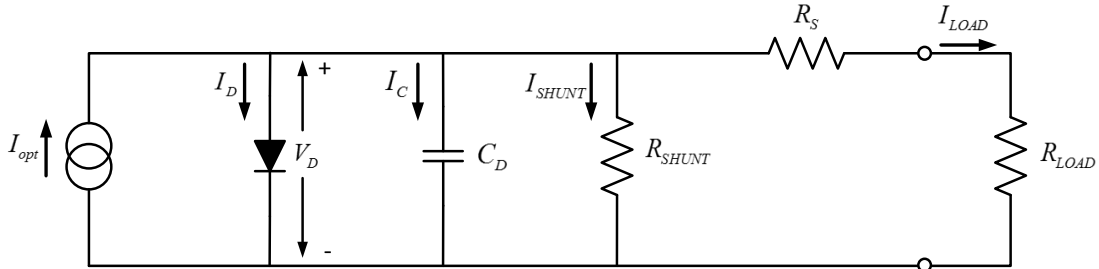 R_S
I_LOAD
I_D
+
I_C
I_SHUNT
I_opt
V_D
C_D
R_SHUNT
R_LOAD
-